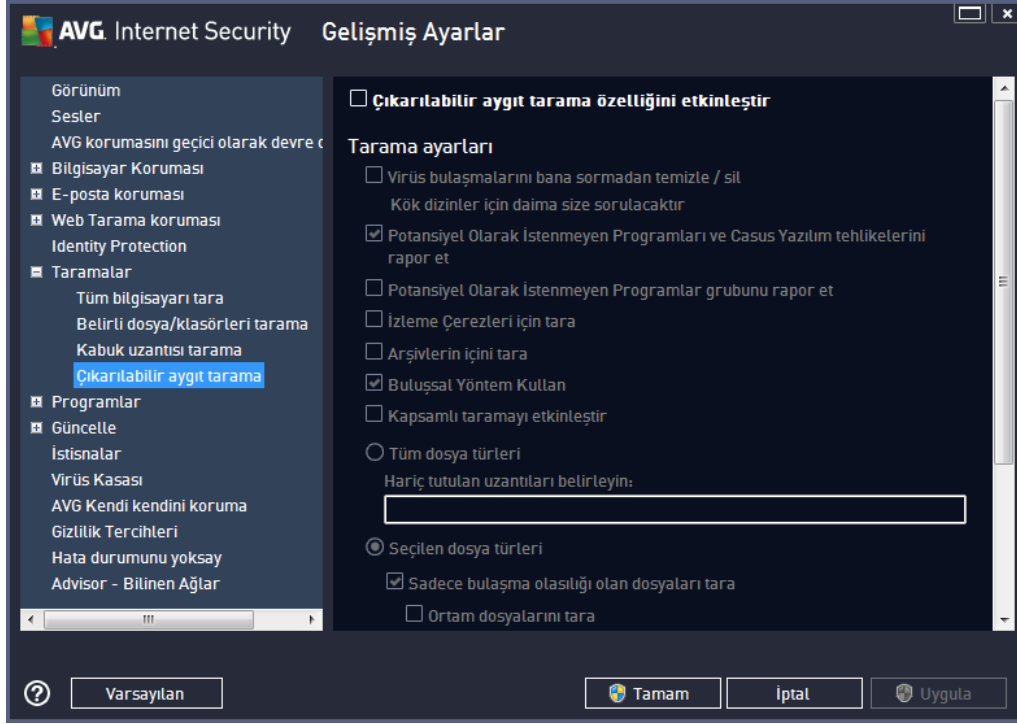 AVG. Internet Security Gelişmiş Ayarlar
Görünüm
Sesler
AVG korumasını geçici olarak devre
Bilgisayar Koruması
E-posta koruması
Web Tarama koruması
Identity Protection
Taramalar
Tüm bilgisayarı tara
Belirli dosya/klasörleri tarama
Kabuk uzantısı tarama
Çıkarılabilir aygıt tarama
Programlar
Güncelle
İstisnalar
Virüs Kasası
AVG Kendi kendini koruma
Gizlilik Tercihleri
Hata durumunu yoksay
Advisor - Bilinen Ağlar
Çıkarılabilir aygıt tarama özelliğini etkinleştir
Tarama ayarları
Virüs bulaşmalarını bana sormadan temizle / sil
Kök dizinler için daima size sorulacaktır
Potansiyel Olarak İstenmeyen Programları ve Casus Yazılım tehlikelerini
rapor et
Potansiyel Olarak İstenmeyen Programlar grubunu rapor et
İzleme Çerezleri için tara
Arşivlerin içini tara
Buluşsal Yöntem Kullan
Kapsamlı taramayı etkinleştir
Tüm dosya türleri
Hariç tutulan uzantıları belirleyin:
Seçilen dosya türleri
Sadece bulaşma olasılığı olan dosyaları tara
Ortam dosyalarını tara
Varsayılan
Tamam
İptal
Uygula